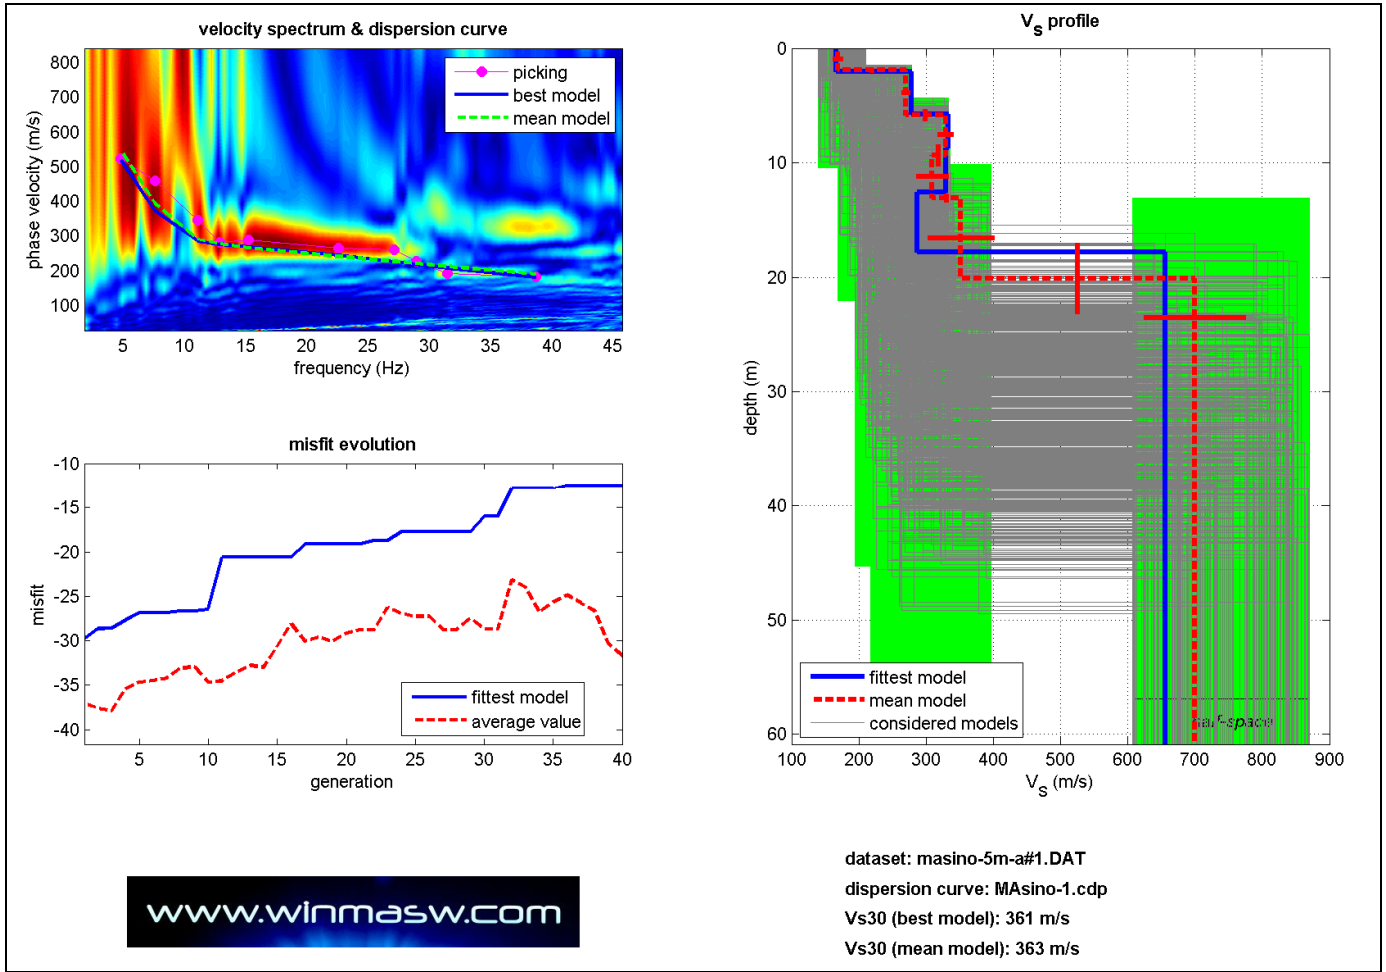 velocity spectrum & dispersion curve
800
700
600
500
400
300
200
100
phase velocity (m/s)
picking
best model
mean model
5 10 15 20 25 30 35 40 45
frequency (Hz)
misfit evolution
-10
-15
-20
-25
-30
-35
-40
misfit
fittest model
average value
5 10 15 20 25 30 35 40
generation
VS profile
0
10
20
30
40
50
60
depth (m)
fittest model
mean model
considered models
100 200 300 400 500 600 700 800 900
VS (m/s)
www.winmasw.com
dataset: masino-5m-a#1.DAT
dispersion curve: MAsino-1.cdp
Vs30 (best model): 361 m/s
Vs30 (mean model): 363 m/s